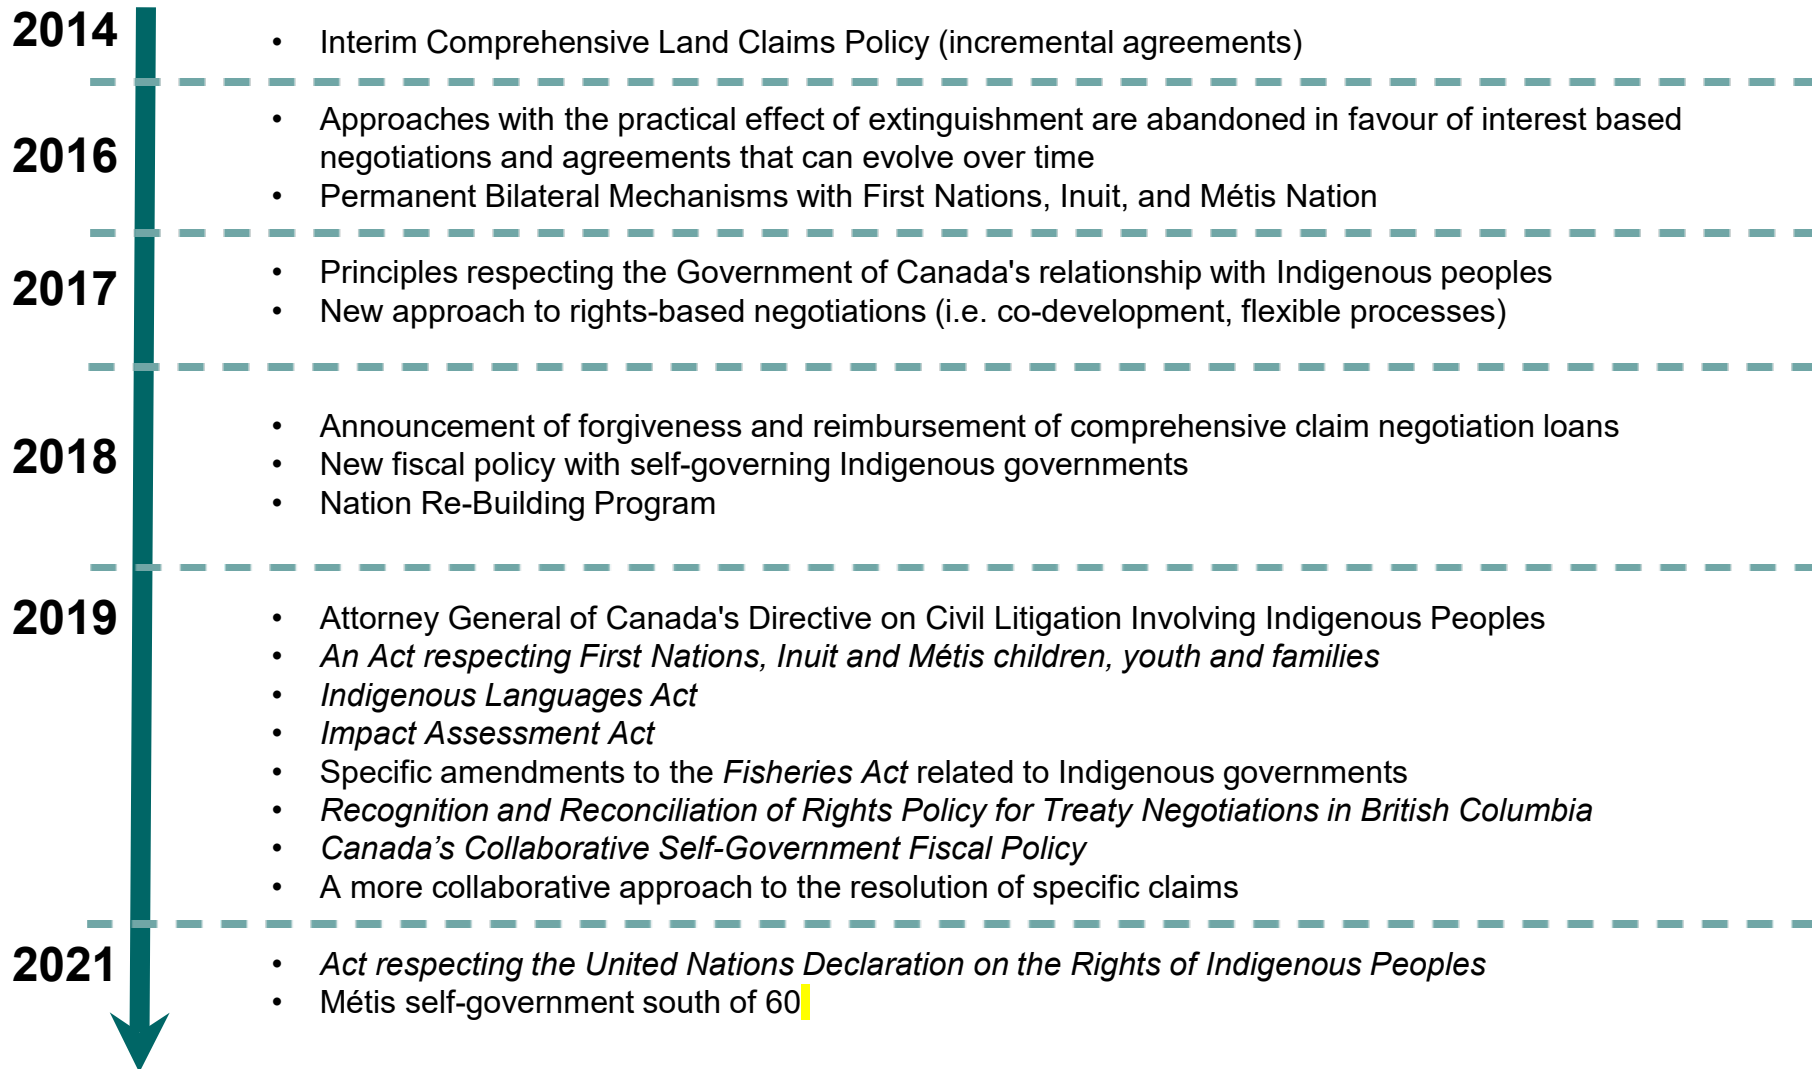 2014
• Interim Comprehensive Land Claims Policy (incremental agreements)
2016
• Approaches with the practical effect of extinguishment are abandoned in favour of interest based
negotiations and agreements that can evolve over time
• Permanent Bilateral Mechanisms with First Nations, Inuit, and Métis Nation
2017
• Principles respecting the Government of Canada's relationship with Indigenous peoples
• New approach to rights-based negotiations (i.e. co-development, flexible processes)
2018
• Announcement of forgiveness and reimbursement of comprehensive claim negotiation loans
• New fiscal policy with self-governing Indigenous governments
• Nation Re-Building Program
2019
• Attorney General of Canada's Directive on Civil Litigation Involving Indigenous Peoples
• An Act respecting First Nations, Inuit and Métis children, youth and families
• Indigenous Languages Act
• Impact Assessment Act
• Specific amendments to the Fisheries Act related to Indigenous governments
• Recognition and Reconciliation of Rights Policy for Treaty Negotiations in British Columbia
• Canada’s Collaborative Self-Government Fiscal Policy
• A more collaborative approach to the resolution of specific claims
2021
• Act respecting the United Nations Declaration on the Rights of Indigenous Peoples
• Métis self-government south of 60